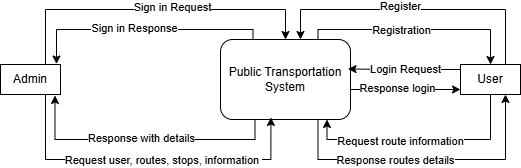 Sign in Request
Register
Sign in Response
Registration
Admin
Public Transportation
System
Login Request
User
Response login
Response with details
Request route information
Request user, routes, stops, information
Response routes details